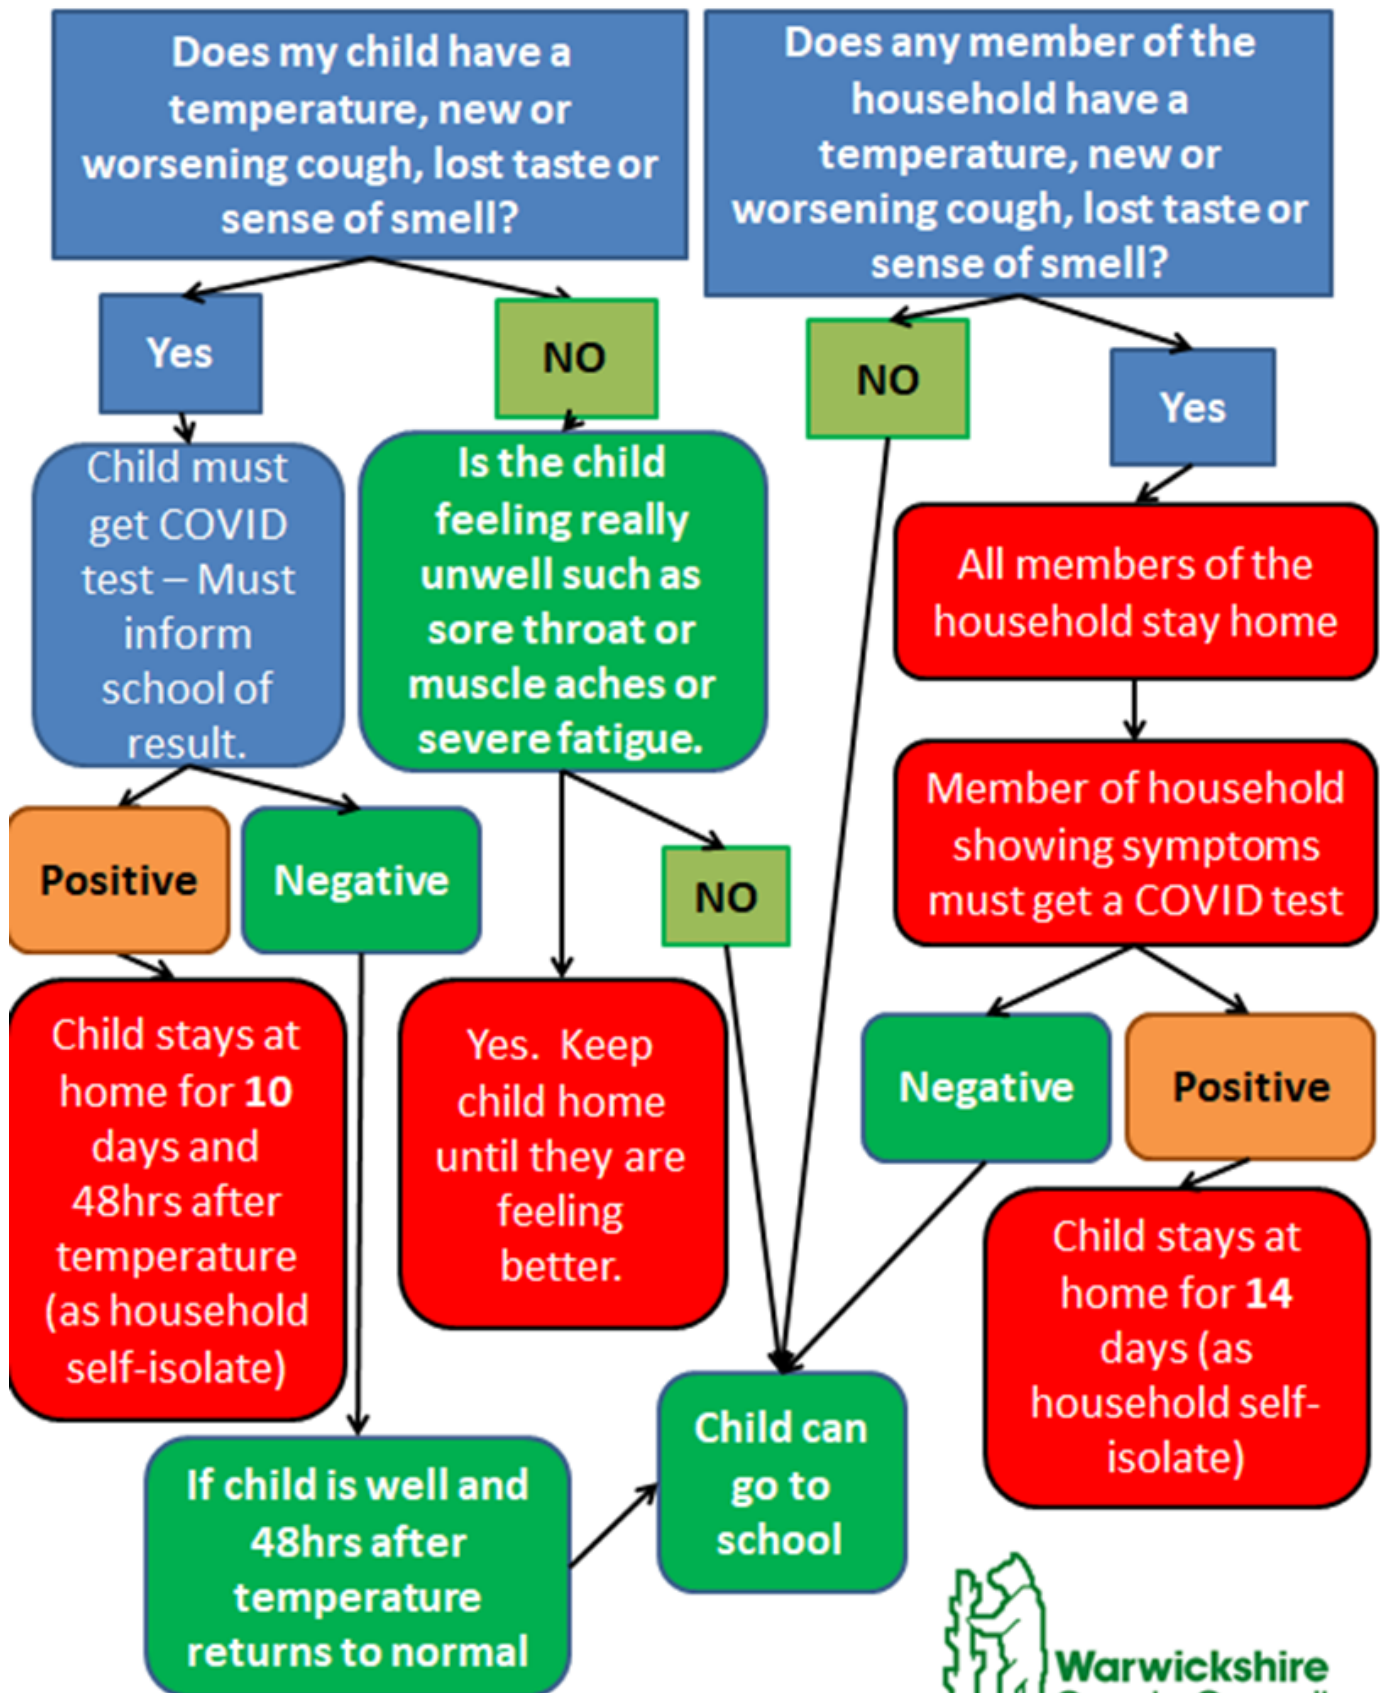 Does my child have a
temperature, new or
worsening cough, lost taste or
sense of smell?
Does any member of the
household have a
temperature, new or
worsening cough, lost taste or
sense of smell?
Yes
NO
NO
Yes
Child must
get COVID
test – Must
inform
school of
result.
Is the child
feeling really
unwell such as
sore throat or
muscle aches or
severe fatigue.
All members of the
household stay home
Member of household
showing symptoms
must get a COVID test
Positive
Negative
NO
Child stays at
home for 10
days and
48hrs after
temperature
(as household
self-isolate)
Yes. Keep
child home
until they are
feeling
better.
Negative
Positive
Child stays at
home for 14
days (as
household self-
isolate)
If child is well and
48hrs after
temperature
returns to normal
Child can
go to
school
Warwickshire